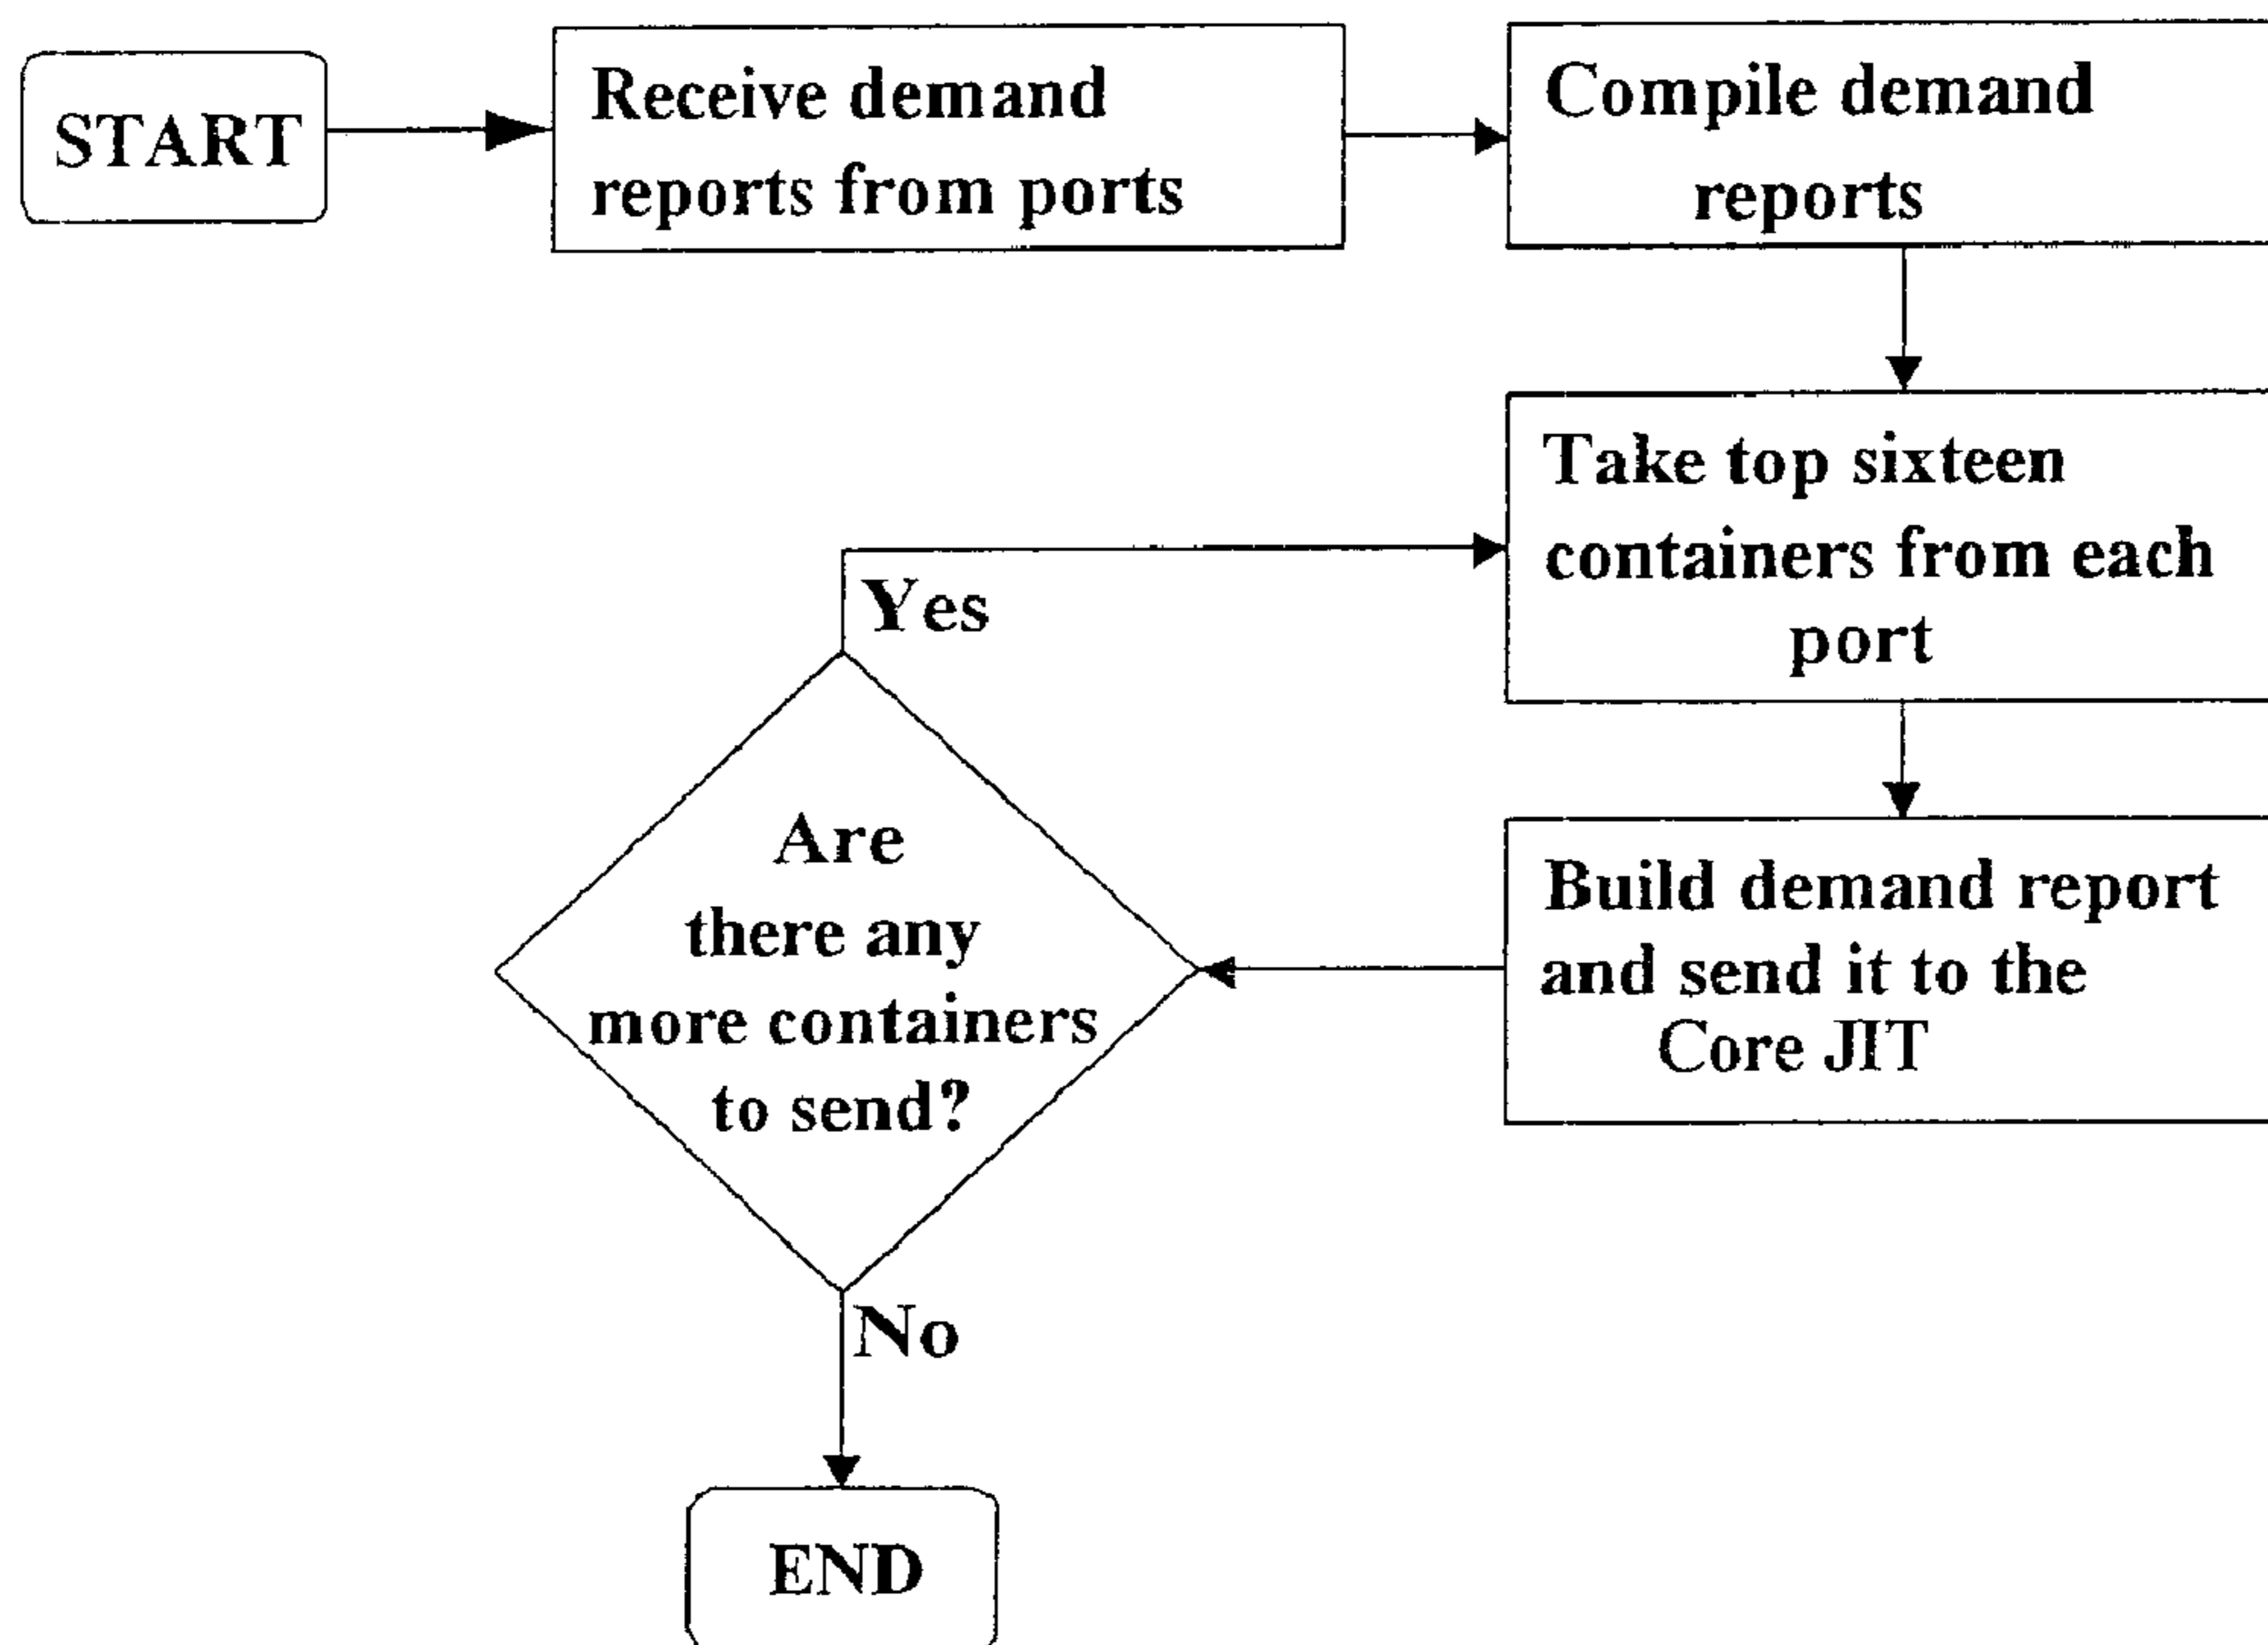 START
Receive demand
reports from ports
Compile demand
reports
Take top sixteen
containers from each
port
Yes
Are
there any
more containers
to send?
Build demand report
and send it to the
Core JIT
No
END